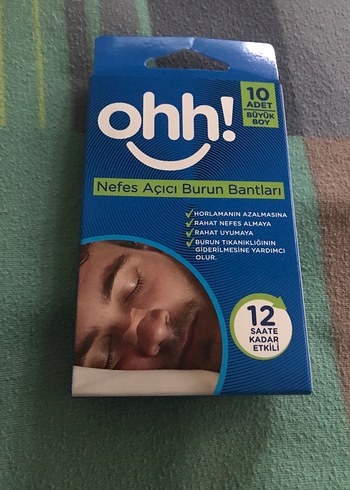 10
ADET
BÜYÜK
BOY
ohh!
Nefes Açıcı Burun Bantları
HORLAMANIN AZALMASINA
RAHAT NEFES ALMAYA
RAHAT UYUMAYA
BURUN TIKANIKLIĞININ
GİDERİLMESİNE YARDIMCI
OLUR.
12
SAATE
KADAR
ETKİLİ